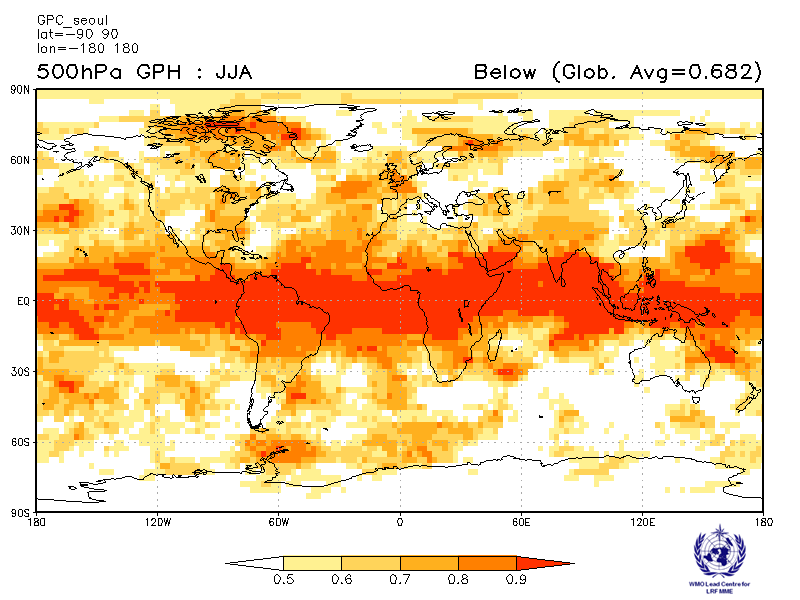 GPC_seoul
lat=-90 90
lon=-180 180
500hPa GPH : JJA
Below (Glob. Avg=0.682)
90N
60N
30N
EQ
30S
60S
90S
180 120W 60W 0 60E 120E 180
0.5 0.6 0.7 0.8 0.9
WMO Lead Centre for
LRF MME